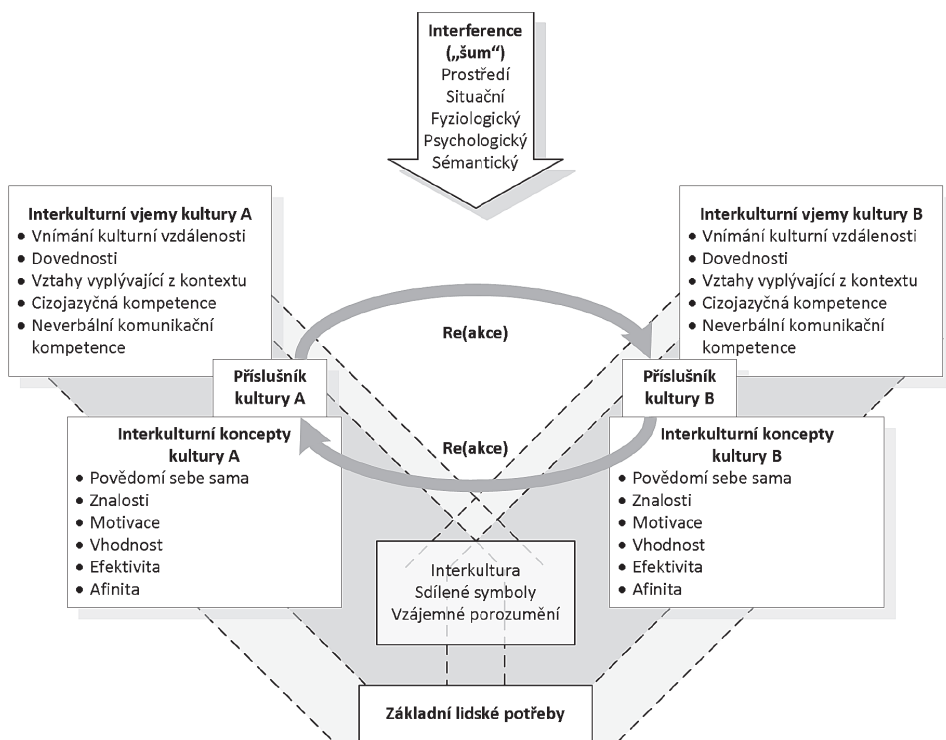 Interference
(„šum“)
Prostředí
Situační
Fyziologický
Psychologický
Sémantický
Interkulturní vjemy kultury A
• Vnímání kulturní vzdálenosti
• Dovednosti
• Vztahy vyplývající z kontextu
• Cizojazyčná kompetence
• Neverbální komunikační
kompetence
Interkulturní vjemy kultury B
• Vnímání kulturní vzdálenosti
• Dovednosti
• Vztahy vyplývající z kontextu
• Cizojazyčná kompetence
• Neverbální komunikační
kompetence
Re(akce)
Příslušník
kultury A
Příslušník
kultury B
Re(akce)
Interkulturní koncepty
kultury A
• Povědomí sebe sama
• Znalosti
• Motivace
• Vhodnost
• Efektivita
• Afinita
Interkulturní koncepty
kultury B
• Povědomí sebe sama
• Znalosti
• Motivace
• Vhodnost
• Efektivita
• Afinita
Interkultura
Sdílené symboly
Vzájemné porozumění
Základní lidské potřeby